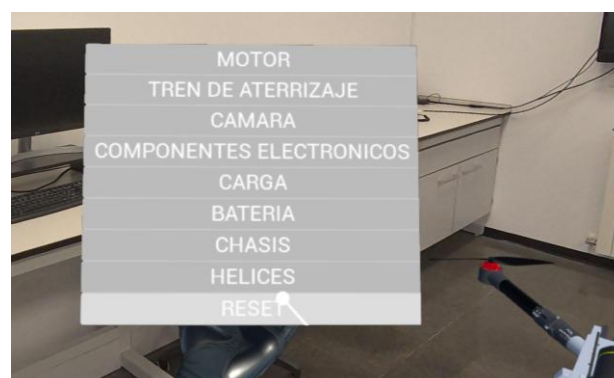 MOTOR
TREN DE ATERRIZAJE
CAMARA
COMPONENTES ELECTRONICOS
CARGA
BATERIA
CHASIS
HELICES
RESET